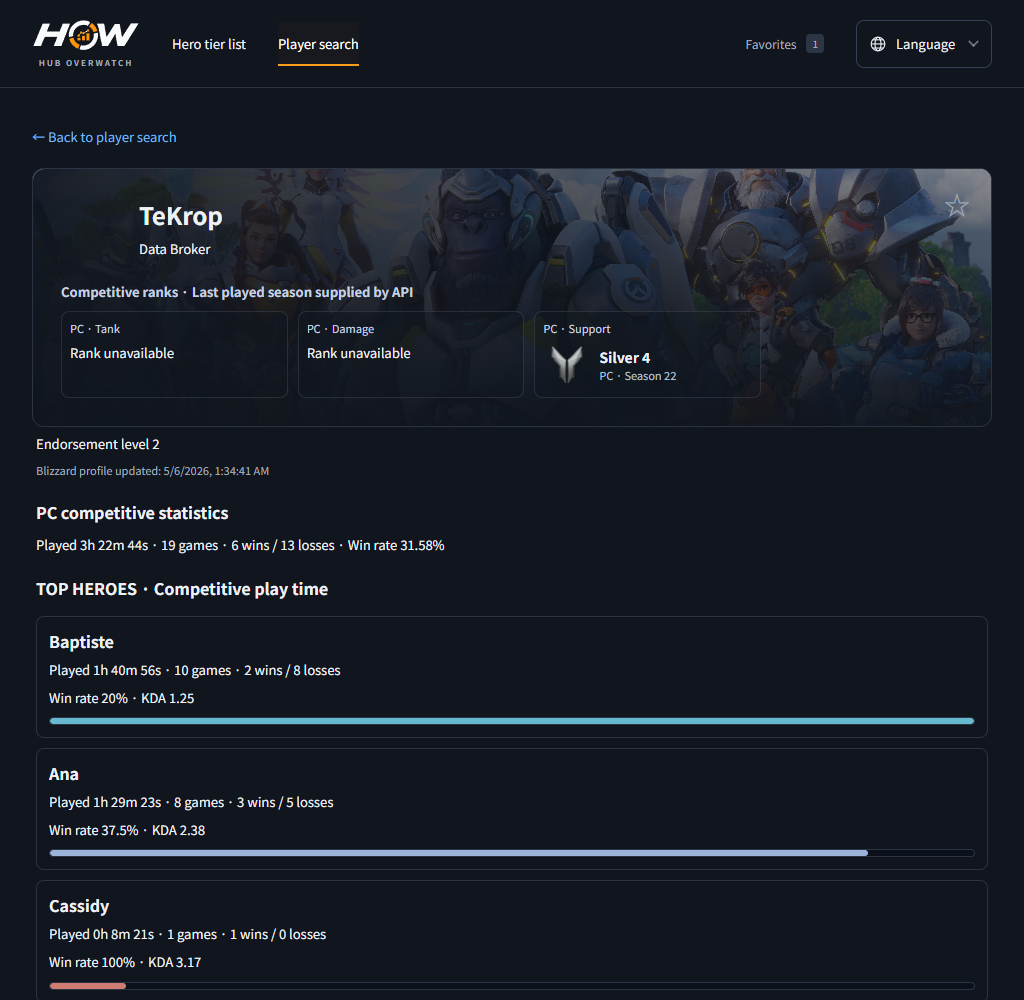 HOW
HUB OVERWATCH
Hero tier list
Player search
Favorites 1
Language
← Back to player search
TeKrop
Data Broker
Competitive ranks · Last played season supplied by API
PC · Tank
Rank unavailable
PC · Damage
Rank unavailable
PC · Support
Silver 4
PC · Season 22
Endorsement level 2
Blizzard profile updated: 5/6/2026, 1:34:41 AM
PC competitive statistics
Played 3h 22m 44s · 19 games · 6 wins / 13 losses · Win rate 31.58%
TOP HEROES · Competitive play time
Baptiste
Played 1h 40m 56s · 10 games · 2 wins / 8 losses
Win rate 20% · KDA 1.25
Ana
Played 1h 29m 23s · 8 games · 3 wins / 5 losses
Win rate 37.5% · KDA 2.38
Cassidy
Played 0h 8m 21s · 1 games · 1 wins / 0 losses
Win rate 100% · KDA 3.17